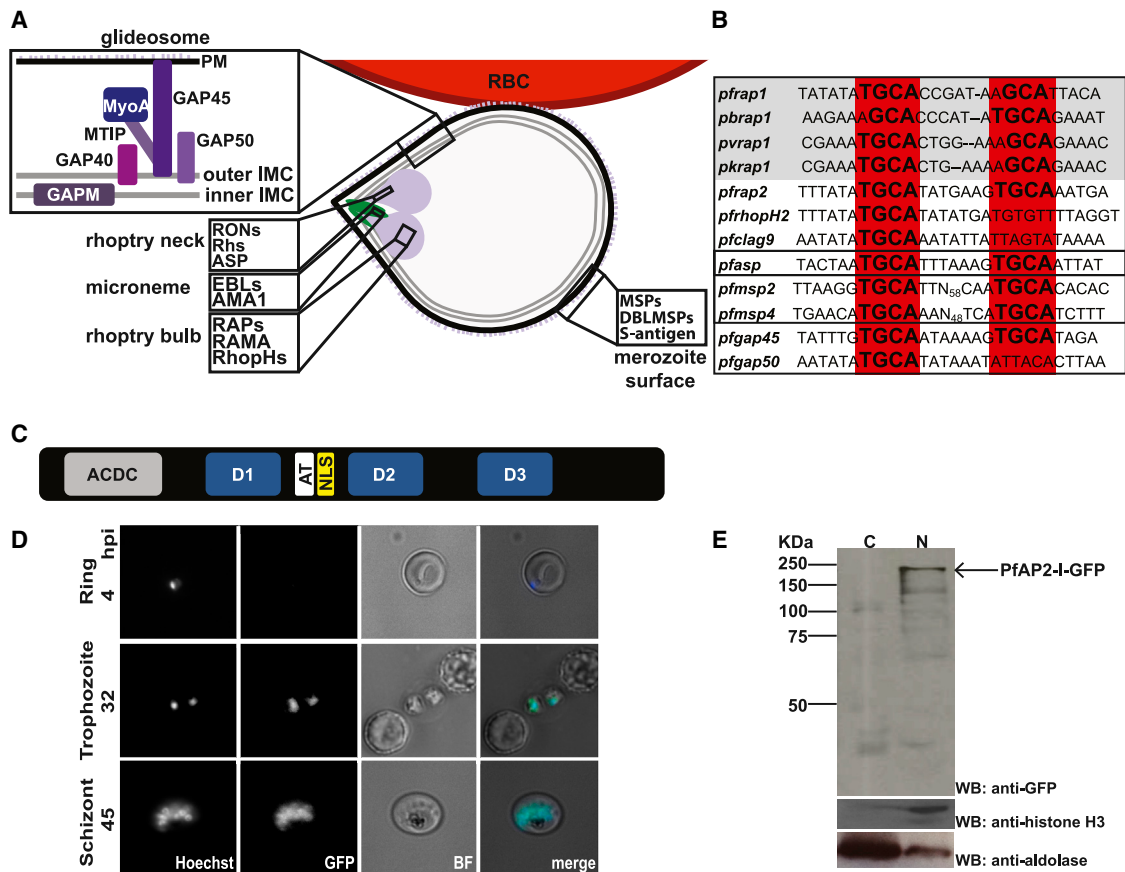 A
glideosome
PM
MyoA
GAP45
MTIP
GAP50
GAP40
outer IMC
GAPM
inner IMC
RBC
rhoptry neck
RONs
Rhs
ASP
microneme
EBLs
AMA1
rhoptry bulb
RAPs
RAMA
RhopHs
MSPs
DBLMSPs
S-antigen
merozoite
surface
B
pfrap1 TATATATGCACCGAT-AAGCATTACA
pbrap1 AAGAAAAGCACCCAT--ATGCAGAAAT
pvrap1 CGAAATGCACTGG--AAAGCAGAAAC
pkrap1 CGAAATGCACTG--AAAAGCAGAAAC
pfrap2 TTTATATGCATATGAAGTGCAAATGA
pfrhopH2 TTTATATGCATATATGATGTGTTTTAGGT
pfclag9 AATATATGCAAATATTATTAGTATAAAA
pfasp TACTAATGCATTTAAAGTGCAATTAT
pfmsp2 TTAAGGTGCATTN58CAATGCACACAC
pfmsp4 TGAACATGCAAAN48TCATGCATCTTT
pfgap45 TATTTGTGCAAATAAAAGTGCATAGA
pfgap50 AATATATGCATATAAATATTACACTTAA
C
ACDC
D1
AT
NLS
D2
D3
D
hpi
Ring
4
Trophozoite
32
Schizont
45
Hoechst
GFP
BF
merge
E
KDa
C
N
250
150
100
75
50
PfAP2-I-GFP
WB: anti-GFP
WB: anti-histone H3
WB: anti-aldolase